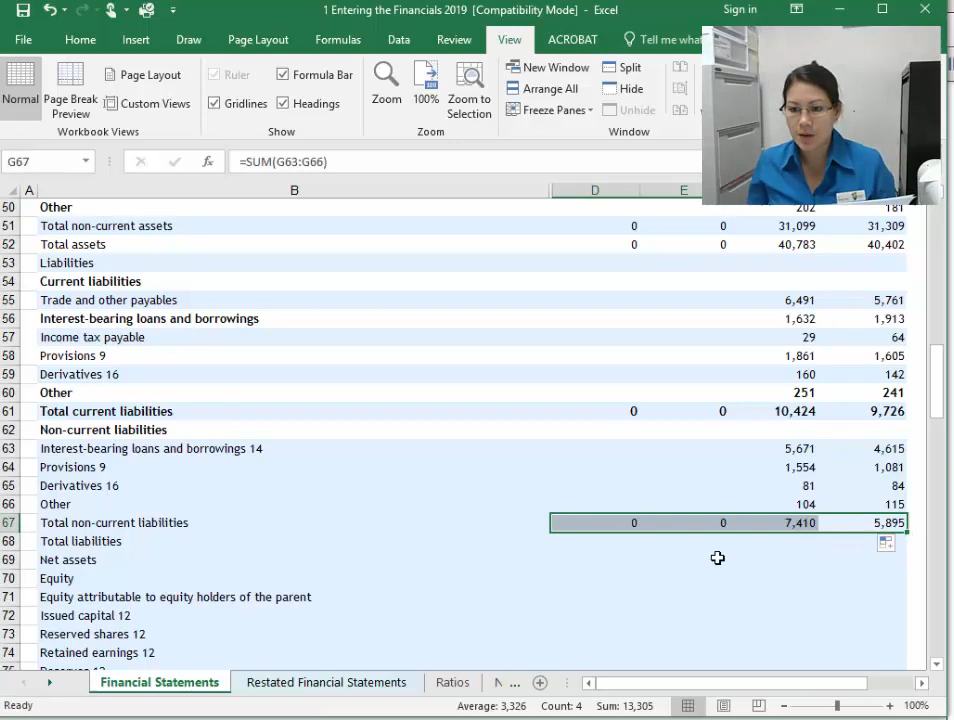 1 Entering the Financials 2019 [Compatibility Mode] - Excel
Sign in
File Home Insert Draw Page Layout Formulas Data Review View ACROBAT Tell me what
Normal
Page Break Preview
Page Layout
Custom Views
Workbook Views
Ruler
Formula Bar
Gridlines
Headings
Show
Zoom
100%
Zoom to Selection
Zoom
New Window
Arrange All
Freeze Panes
Split
Hide
Unhide
Window
G67 fx =SUM(G63:G66)
A B D E
50 Other 202 181
51 Total non-current assets 0 0 31,099 31,309
52 Total assets 0 0 40,783 40,402
53 Liabilities
54 Current liabilities
55 Trade and other payables 6,491 5,761
56 Interest-bearing loans and borrowings 1,632 1,913
57 Income tax payable 29 64
58 Provisions 9 1,861 1,605
59 Derivatives 16 160 142
60 Other 251 241
61 Total current liabilities 0 0 10,424 9,726
62 Non-current liabilities
63 Interest-bearing loans and borrowings 14 5,671 4,615
64 Provisions 9 1,554 1,081
65 Derivatives 16 81 84
66 Other 104 115
67 Total non-current liabilities 0 0 7,410 5,895
68 Total liabilities
69 Net assets
70 Equity
71 Equity attributable to equity holders of the parent
72 Issued capital 12
73 Reserved shares 12
74 Retained earnings 12
Financial Statements Restated Financial Statements Ratios N ...
Ready Average: 3,326 Count: 4 Sum: 13,305 100%